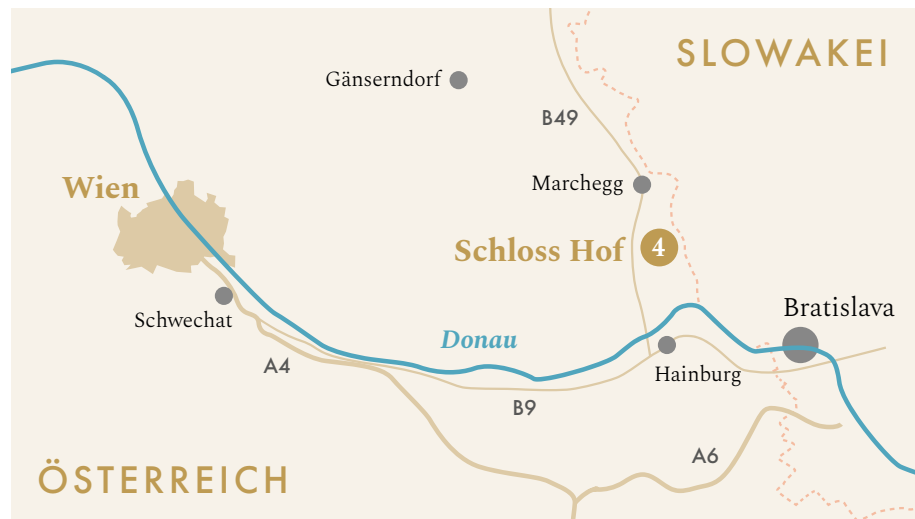 SLOWAKEI
Gänserndorf
B49
Wien
Marchegg
Schloss Hof 4
Bratislava
Schwechat
Donau
A4
Hainburg
B9
A6
ÖSTERREICH